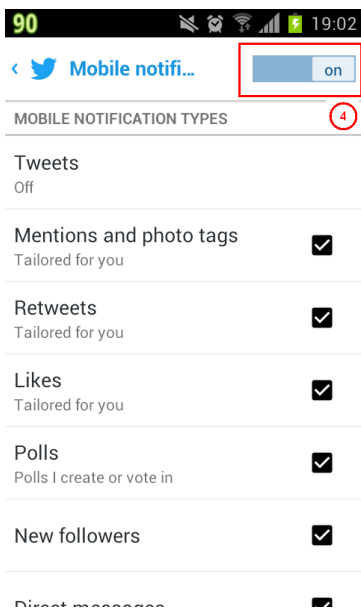 90
19:02
Mobile notifi...
on
MOBILE NOTIFICATION TYPES
4
Tweets
Off
Mentions and photo tags
Tailored for you
Retweets
Tailored for you
Likes
Tailored for you
Polls
Polls I create or vote in
New followers
Direct messages